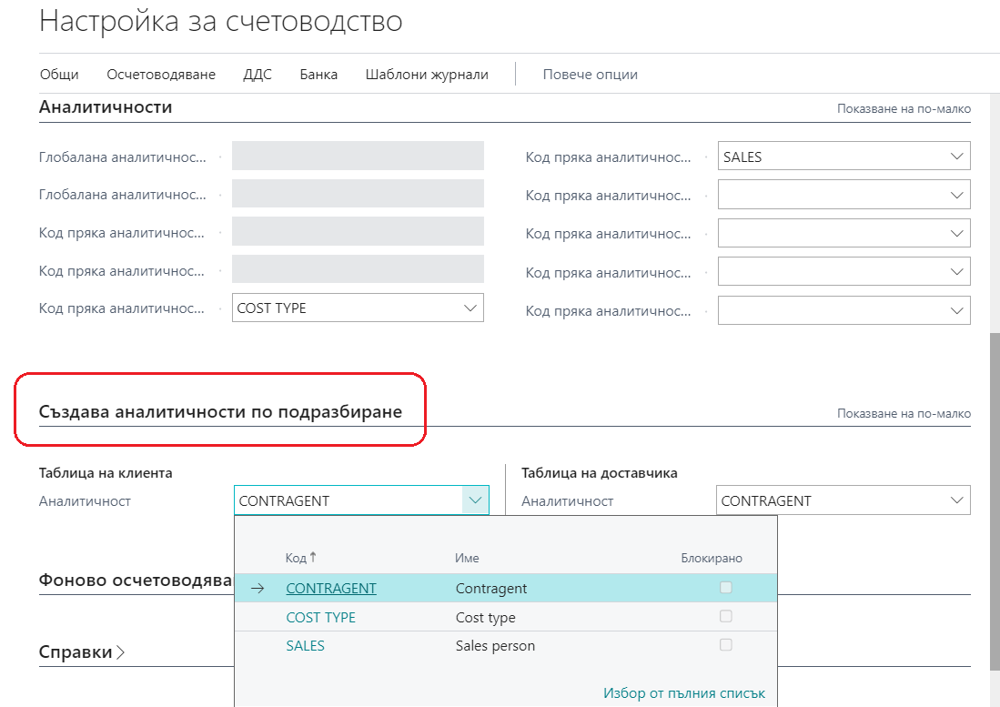 Настройка за счетоводство
Общи Осчетоводяване ДДС Банка Шаблони журнали Повече опции
Аналитичности Показване на по-малко
Глобалана аналитичнос... Код пряка аналитичнос... SALES
Глобалана аналитичнос... Код пряка аналитичнос...
Код пряка аналитичнос... Код пряка аналитичнос...
Код пряка аналитичнос... Код пряка аналитичнос...
Код пряка аналитичнос... COST TYPE Код пряка аналитичнос...
Създава аналитичности по подразбиране Показване на по-малко
Таблица на клиента Таблица на доставчика
Аналитичност CONTRAGENT Аналитичност CONTRAGENT
Код Име Блокирано
Фоново осчетоводява
CONTRAGENT Contragent
COST TYPE Cost type
SALES Sales person
Справки
Избор от пълния списък